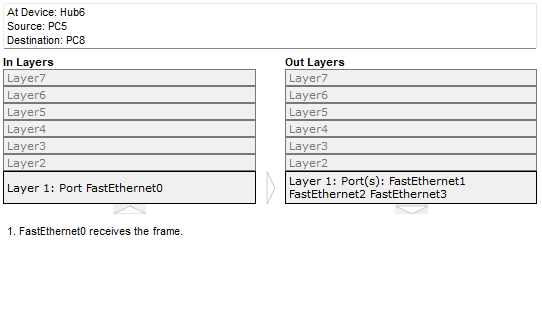 At Device: Hub6
Source: PC5
Destination: PC8
In Layers
Layer7
Layer6
Layer5
Layer4
Layer3
Layer2
Layer 1: Port FastEthernet0
Out Layers
Layer7
Layer6
Layer5
Layer4
Layer3
Layer2
Layer 1: Port(s): FastEthernet1
FastEthernet2 FastEthernet3
1. FastEthernet0 receives the frame.